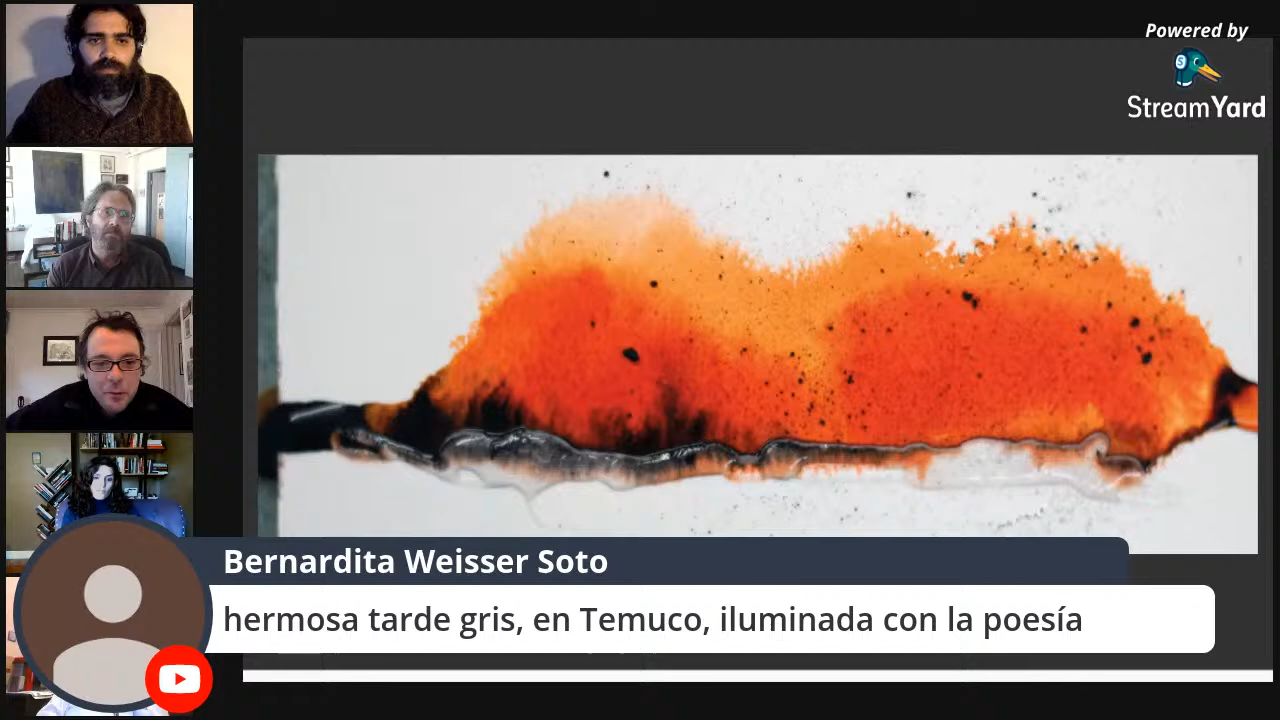 Powered by
StreamYard
Bernardita Weisser Soto
hermosa tarde gris, en Temuco, iluminada con la poesía